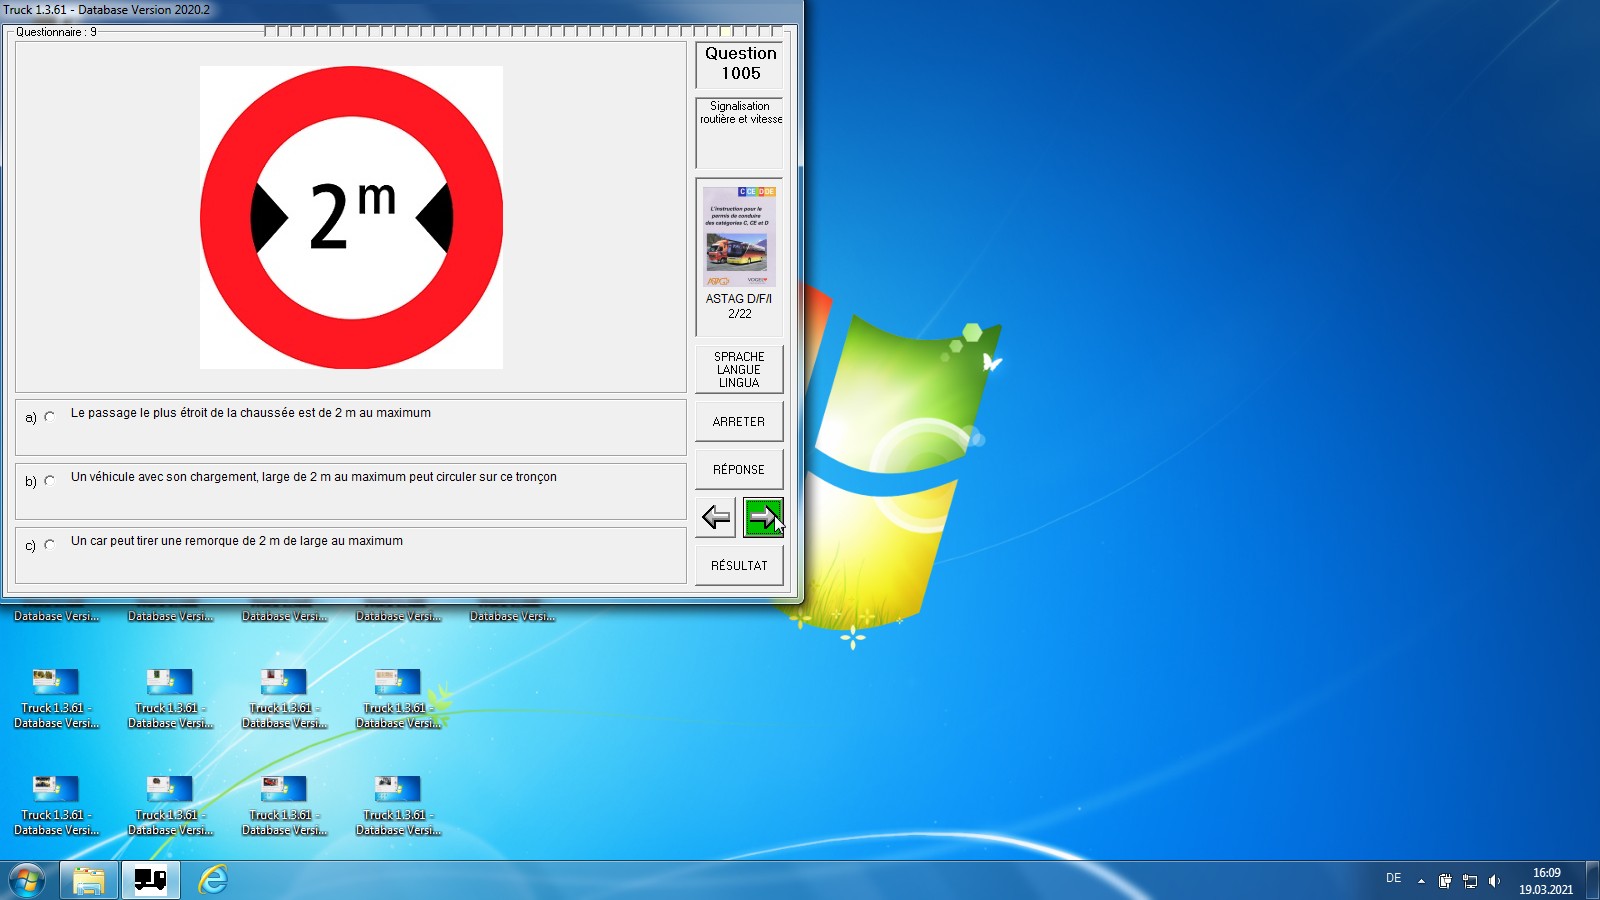 Truck 1.3.61 - Database Version 2020.2
Questionnaire : 9
2 m
Question
1005
Signalisation
routière et vitesse
C CE D DE
L'instruction pour le
permis de conduire
des catégories C, CE et D
ASTAG D/F/I
2/22
SPRACHE
LANGUE
LINGUA
ARRETER
RÉPONSE
RÉSULTAT
a) Le passage le plus étroit de la chaussée est de 2 m au maximum
b) Un véhicule avec son chargement, large de 2 m au maximum peut circuler sur ce tronçon
c) Un car peut tirer une remorque de 2 m de large au maximum
Database Versi... Database Versi... Database Versi... Database Versi... Database Versi...
Truck 1.3.61 - Truck 1.3.61 - Truck 1.3.61 - Truck 1.3.61 -
Database Versi... Database Versi... Database Versi... Database Versi...
Truck 1.3.61 - Truck 1.3.61 - Truck 1.3.61 - Truck 1.3.61 -
Database Versi... Database Versi... Database Versi... Database Versi...
DE
16:09
19.03.2021